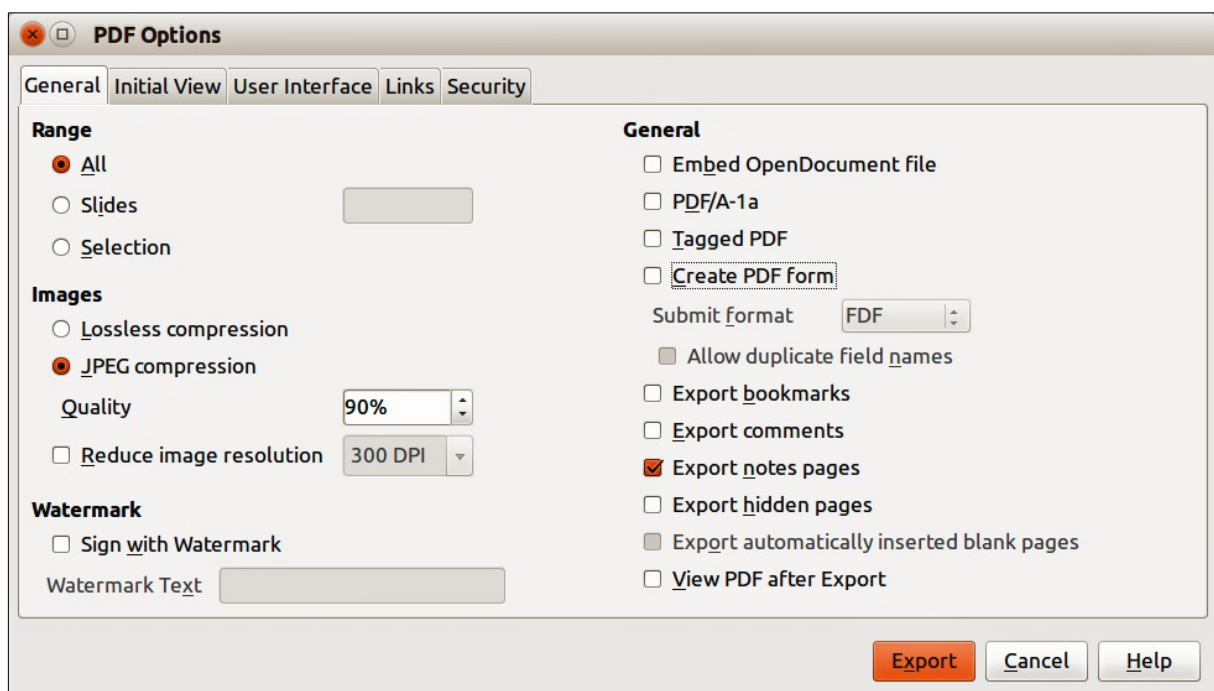 PDF Options
General Initial View User Interface Links Security
Range
All
Slides
Selection
Images
Lossless compression
JPEG compression
Quality 90%
Reduce image resolution 300 DPI
Watermark
Sign with Watermark
Watermark Text
General
Embed OpenDocument file
PDF/A-1a
Tagged PDF
Create PDF form
Submit format FDF
Allow duplicate field names
Export bookmarks
Export comments
Export notes pages
Export hidden pages
Export automatically inserted blank pages
View PDF after Export
Export Cancel Help